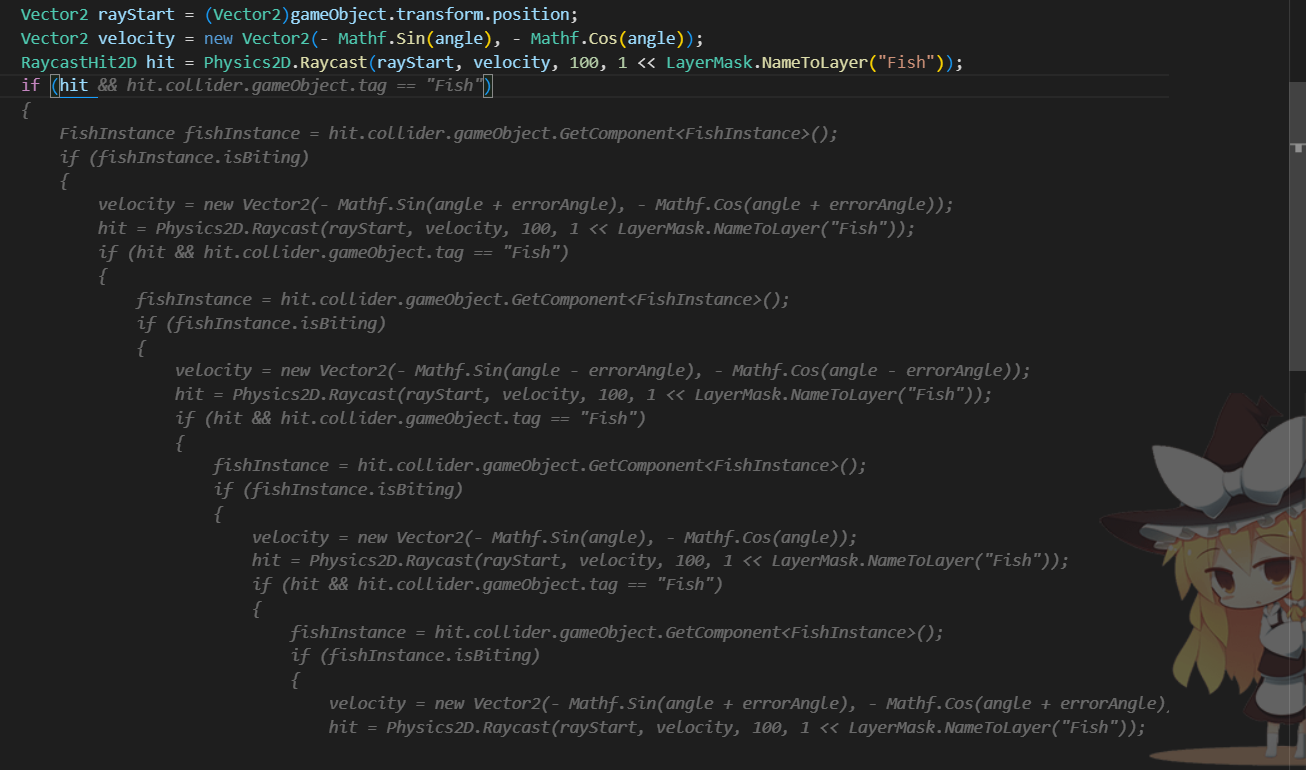 Vector2 rayStart = (Vector2)gameObject.transform.position;
Vector2 velocity = new Vector2(- Mathf.Sin(angle), - Mathf.Cos(angle));
RaycastHit2D hit = Physics2D.Raycast(rayStart, velocity, 100, 1 << LayerMask.NameToLayer("Fish"));
if (hit && hit.collider.gameObject.tag == "Fish")
{
FishInstance fishInstance = hit.collider.gameObject.GetComponent<FishInstance>();
if (fishInstance.isBiting)
{
velocity = new Vector2(- Mathf.Sin(angle + errorAngle), - Mathf.Cos(angle + errorAngle));
hit = Physics2D.Raycast(rayStart, velocity, 100, 1 << LayerMask.NameToLayer("Fish"));
if (hit && hit.collider.gameObject.tag == "Fish")
{
fishInstance = hit.collider.gameObject.GetComponent<FishInstance>();
if (fishInstance.isBiting)
{
velocity = new Vector2(- Mathf.Sin(angle - errorAngle), - Mathf.Cos(angle - errorAngle));
hit = Physics2D.Raycast(rayStart, velocity, 100, 1 << LayerMask.NameToLayer("Fish"));
if (hit && hit.collider.gameObject.tag == "Fish")
{
fishInstance = hit.collider.gameObject.GetComponent<FishInstance>();
if (fishInstance.isBiting)
{
velocity = new Vector2(- Mathf.Sin(angle), - Mathf.Cos(angle));
hit = Physics2D.Raycast(rayStart, velocity, 100, 1 << LayerMask.NameToLayer("Fish"));
if (hit && hit.collider.gameObject.tag == "Fish")
{
fishInstance = hit.collider.gameObject.GetComponent<FishInstance>();
if (fishInstance.isBiting)
{
velocity = new Vector2(- Mathf.Sin(angle + errorAngle), - Mathf.Cos(angle + errorAngle)
hit = Physics2D.Raycast(rayStart, velocity, 100, 1 << LayerMask.NameToLayer("Fish"));